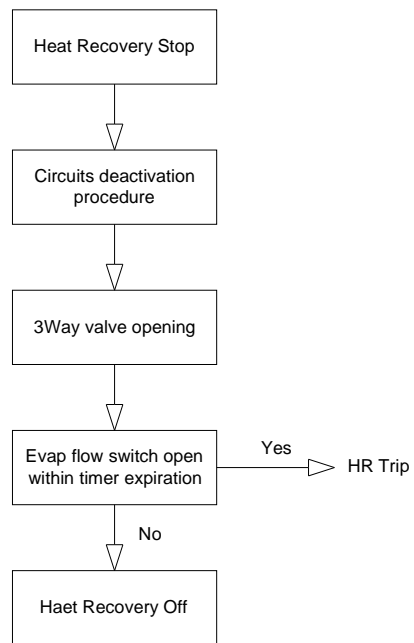 Heat Recovery Stop
Circuits deactivation
procedure
3Way valve opening
Evap flow switch open
within timer expiration
Yes
HR Trip
No
Haet Recovery Off